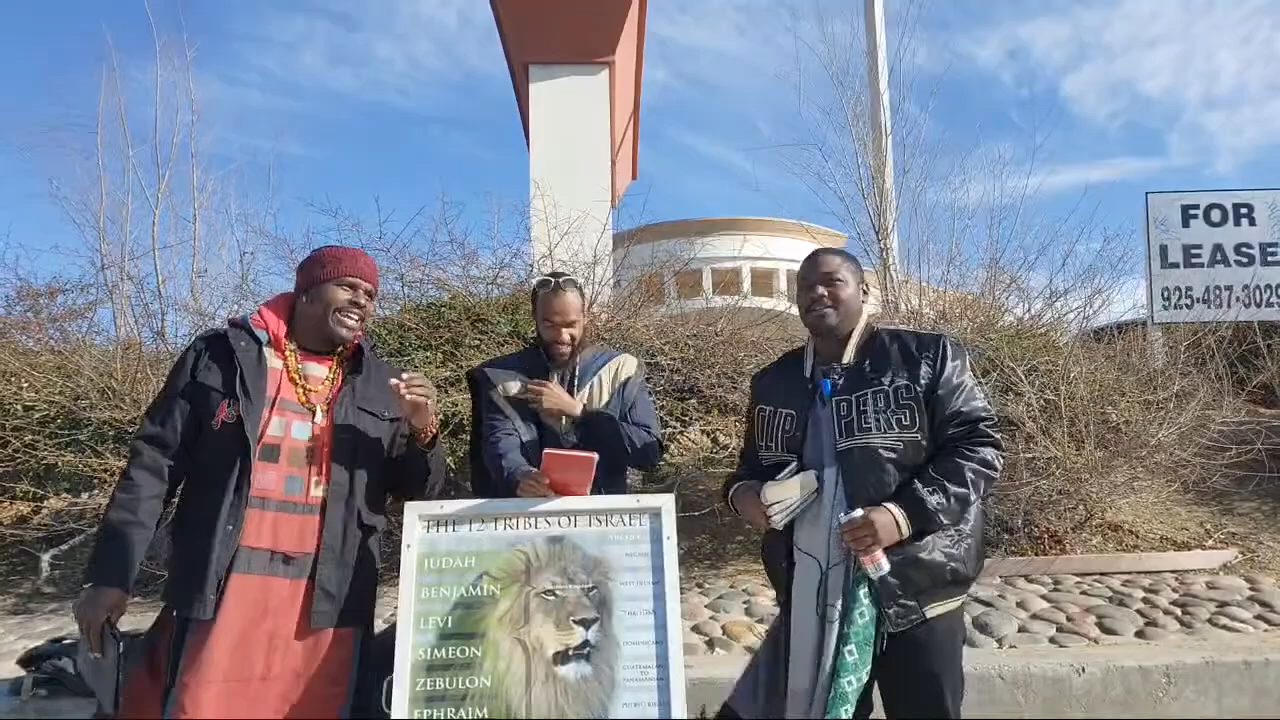 FOR
LEASE
925-487-3029
CLIPPERS
THE 12 TRIBES OF ISRAEL
JUDAH
BENJAMIN
LEVI
SIMEON
ZEBULON
EPHRAIM
NEGROES
WEST INDIANS
HAITIANS
DOMINICANS
GUATEMALAN
TO
PANAMANIAN
PUERTO RICANS